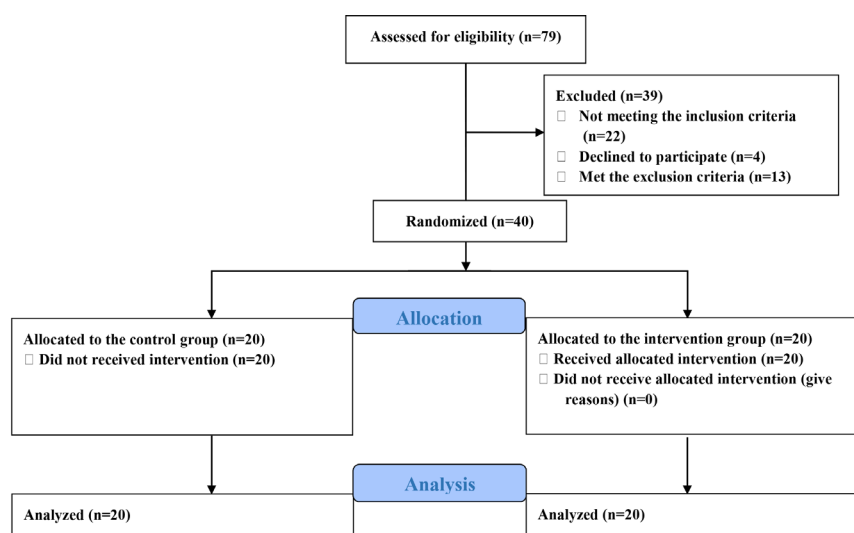 Assessed for eligibility (n=79)
Excluded (n=39)
□ Not meeting the inclusion criteria
(n=22)
□ Declined to participate (n=4)
□ Met the exclusion criteria (n=13)
Randomized (n=40)
Allocation
Allocated to the control group (n=20)
□ Did not received intervention (n=20)
Allocated to the intervention group (n=20)
□ Received allocated intervention (n=20)
□ Did not receive allocated intervention (give
reasons) (n=0)
Analysis
Analyzed (n=20)
Analyzed (n=20)